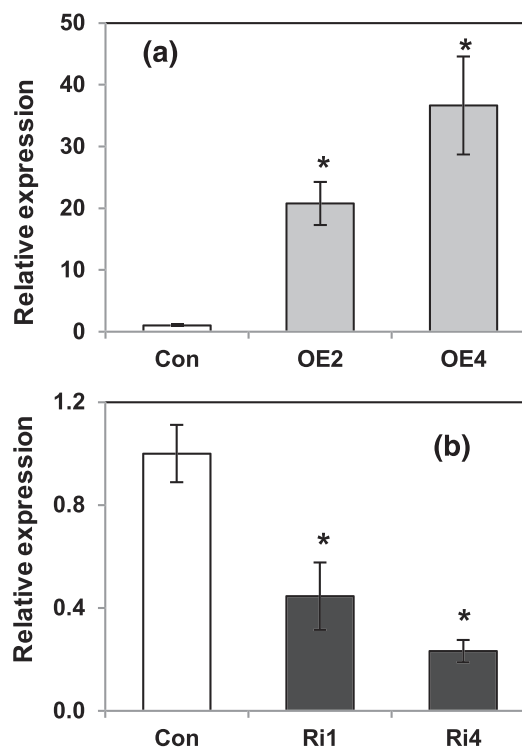 (a)
Relative expression
50
40
30
20
10
0
*
*
Con OE2 OE4
(b)
Relative expression
1.2
0.8
0.4
0.0
*
*
Con Ri1 Ri4